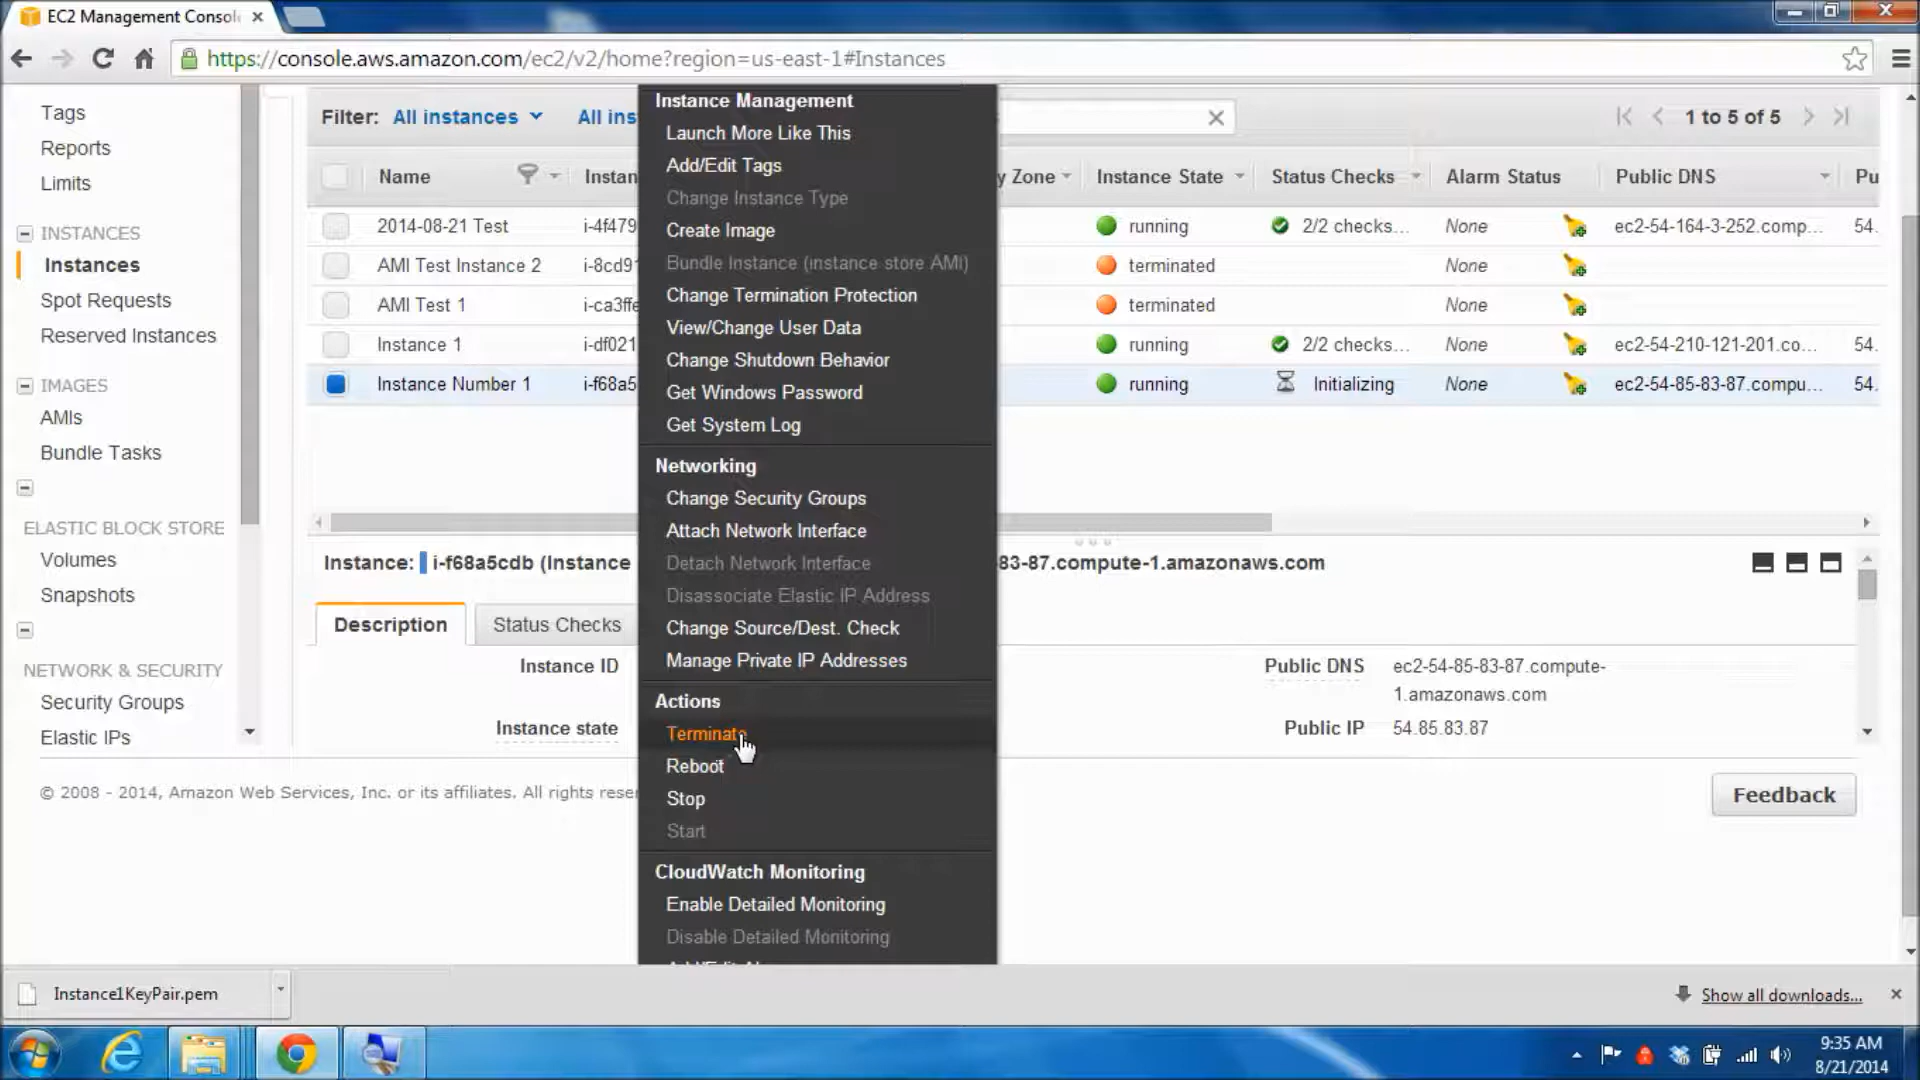 EC2 Management Consol
https://console.aws.amazon.com/ec2/v2/home?region=us-east-1#Instances
Tags
Reports
Limits
INSTANCES
Instances
Spot Requests
Reserved Instances
IMAGES
AMIs
Bundle Tasks
ELASTIC BLOCK STORE
Volumes
Snapshots
NETWORK & SECURITY
Security Groups
Elastic IPs
Filter: All instances All ins
1 to 5 of 5
Name Instan y Zone Instance State Status Checks Alarm Status Public DNS Pu
2014-08-21 Test i-4f479 running 2/2 checks... None ec2-54-164-3-252.comp... 54.
AMI Test Instance 2 i-8cd91 terminated None
AMI Test 1 i-ca3ffe terminated None
Instance 1 i-df021 running 2/2 checks... None ec2-54-210-121-201.co... 54.
Instance Number 1 i-f68a5 running Initializing None ec2-54-85-83-87.compu... 54.
Instance Management
Launch More Like This
Add/Edit Tags
Change Instance Type
Create Image
Bundle Instance (instance store AMI)
Change Termination Protection
View/Change User Data
Change Shutdown Behavior
Get Windows Password
Get System Log
Networking
Change Security Groups
Attach Network Interface
Detach Network Interface
Disassociate Elastic IP Address
Change Source/Dest. Check
Manage Private IP Addresses
Actions
Terminate
Reboot
Stop
Start
CloudWatch Monitoring
Enable Detailed Monitoring
Disable Detailed Monitoring
Instance: i-f68a5cdb (Instance 83-87.compute-1.amazonaws.com
Description Status Checks
Instance ID
Instance state
Public DNS ec2-54-85-83-87.compute-
1.amazonaws.com
Public IP 54.85.83.87
© 2008 - 2014, Amazon Web Services, Inc. or its affiliates. All rights reser
Feedback
Instance1KeyPair.pem
Show all downloads...
9:35 AM
8/21/2014